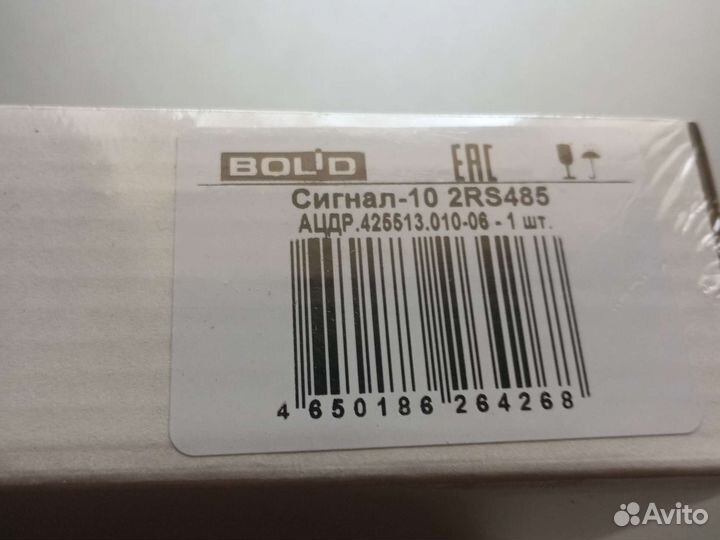 BOLID
EAC
Сигнал-10 2RS485
АЦДР.425513.010-06 - 1 шт.
4 650186 264268
Avito